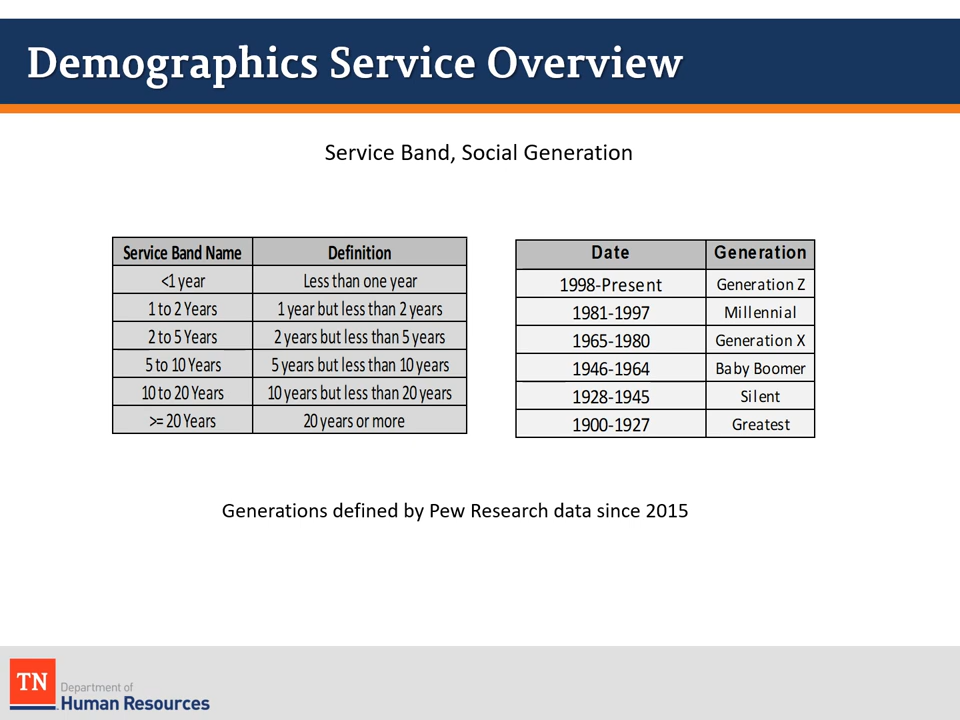 Demographics Service Overview
Service Band, Social Generation
Service Band Name Definition
<1 year Less than one year
1 to 2 Years 1 year but less than 2 years
2 to 5 Years 2 years but less than 5 years
5 to 10 Years 5 years but less than 10 years
10 to 20 Years 10 years but less than 20 years
>= 20 Years 20 years or more
Date Generation
1998-Present Generation Z
1981-1997 Millennial
1965-1980 Generation X
1946-1964 Baby Boomer
1928-1945 Silent
1900-1927 Greatest
Generations defined by Pew Research data since 2015
TN
Department of
Human Resources